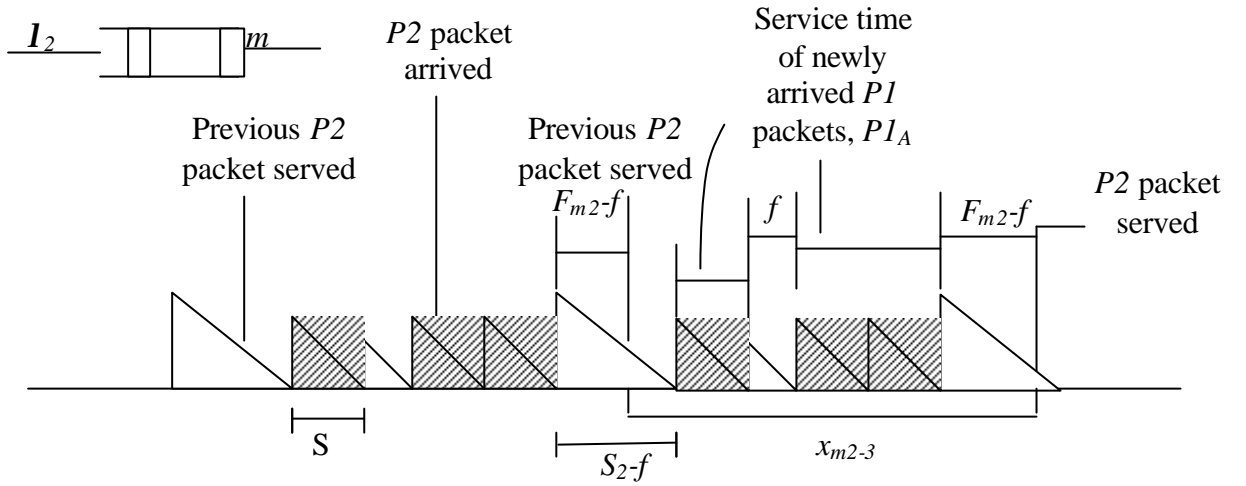 l2
m
P2 packet
arrived
Service time
of newly
arrived P1
packets, P1A
Previous P2
packet served
Previous P2
packet served
P2 packet
served
Fm2-f
f
Fm2-f
S
S2-f
xm2-3